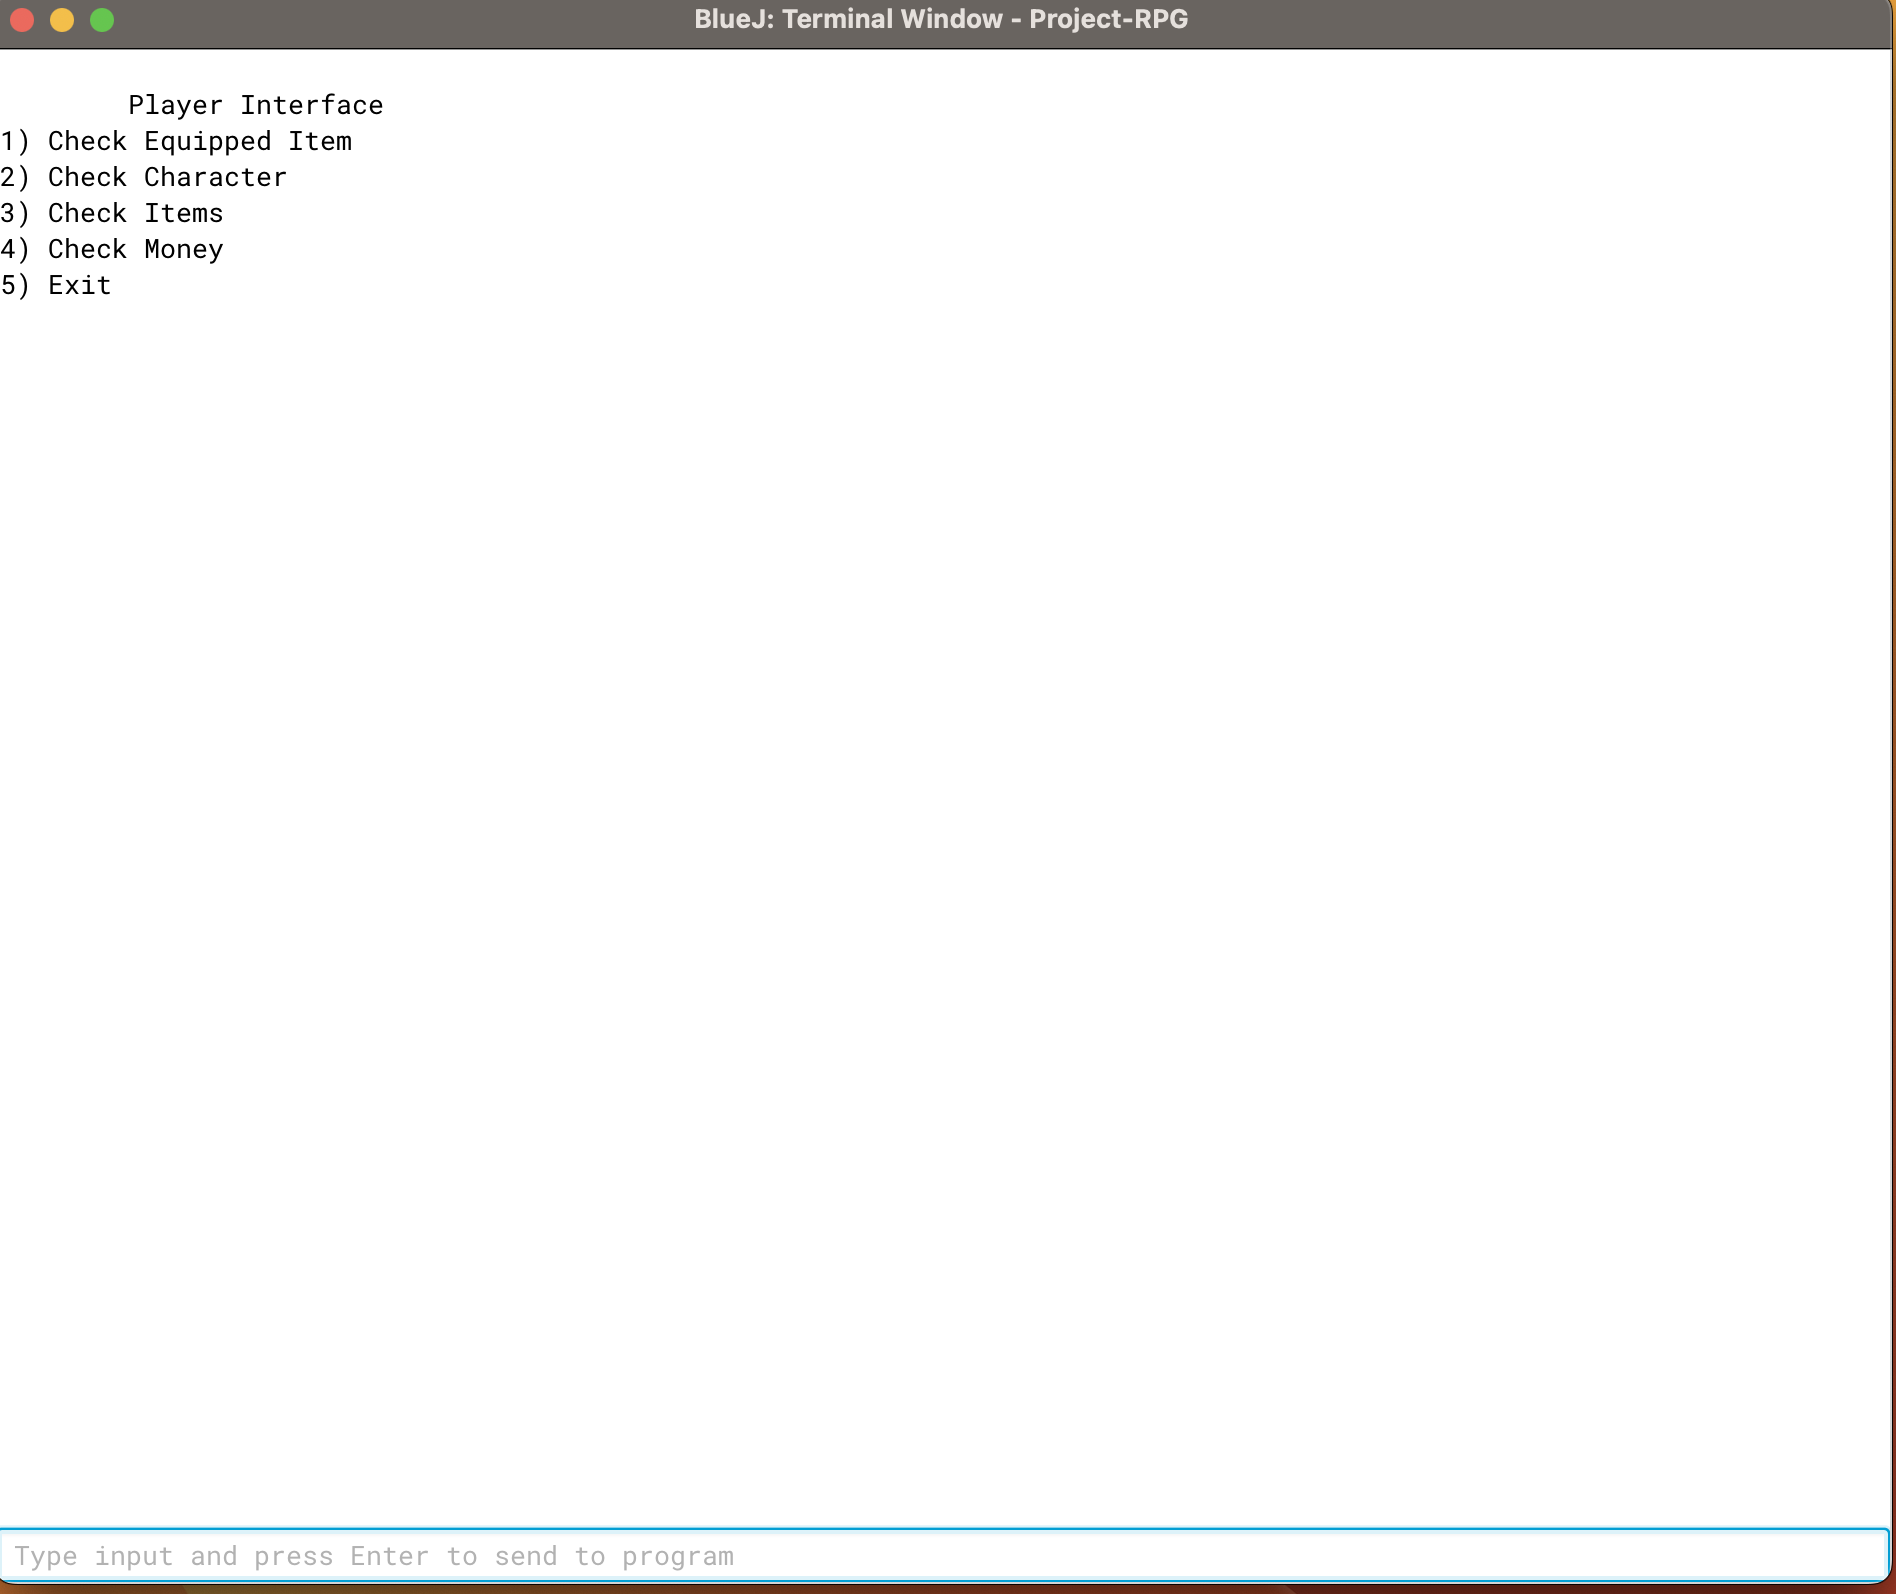 BlueJ: Terminal Window - Project-RPG
Player Interface
1) Check Equipped Item
2) Check Character
3) Check Items
4) Check Money
5) Exit
Type input and press Enter to send to program